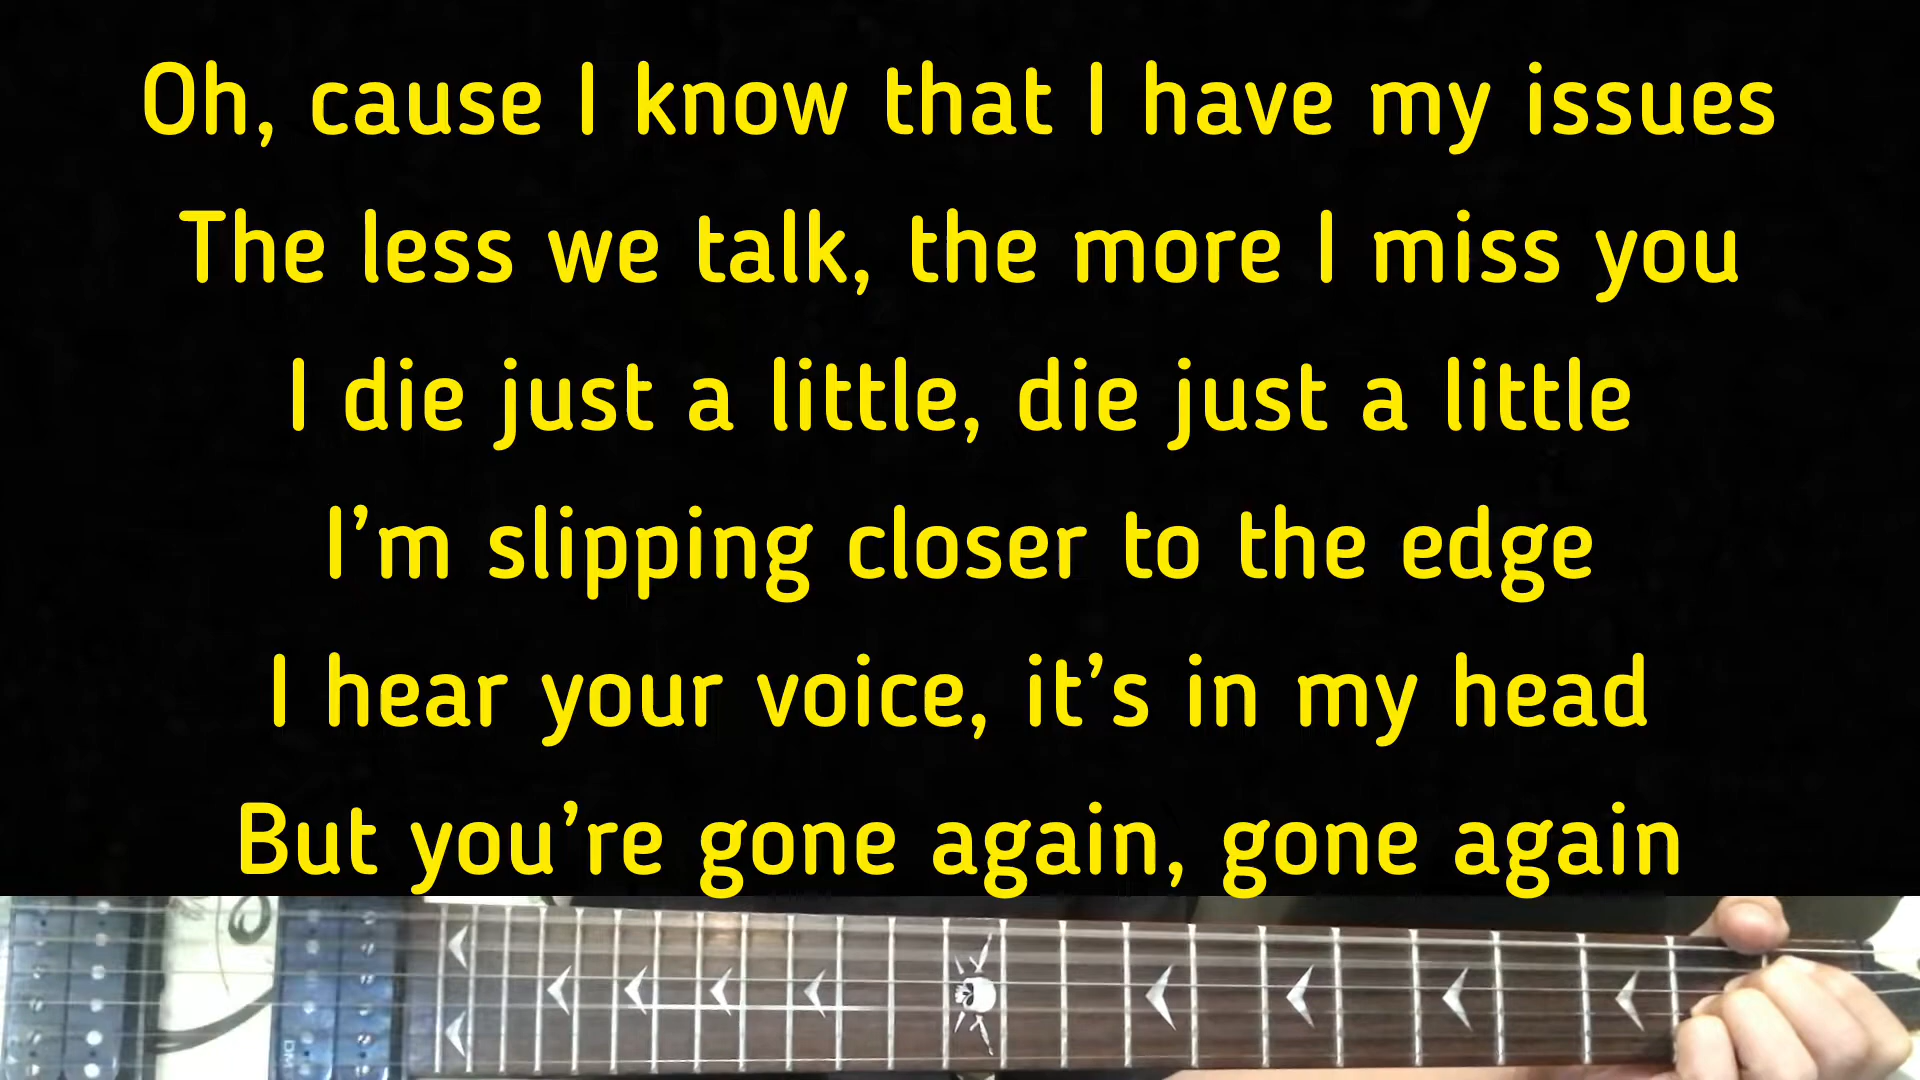 Oh, cause I know that I have my issues
The less we talk, the more I miss you
I die just a little, die just a little
I’m slipping closer to the edge
I hear your voice, it’s in my head
But you’re gone again, gone again
DM